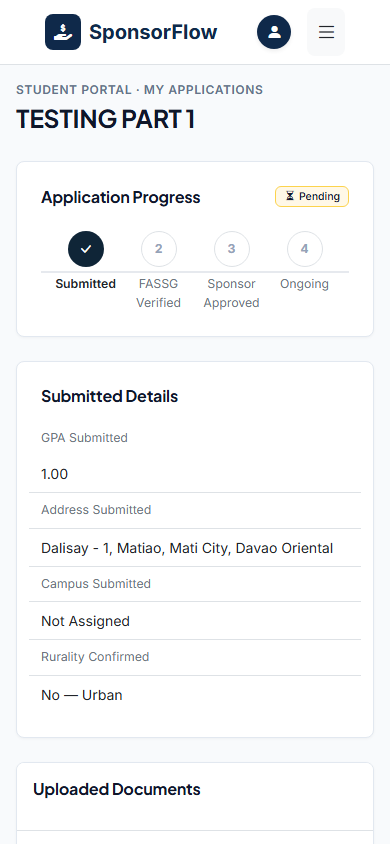 SponsorFlow
STUDENT PORTAL · MY APPLICATIONS
TESTING PART 1
Application Progress
Pending
2
3
4
Submitted
FASSG
Verified
Sponsor
Approved
Ongoing
Submitted Details
GPA Submitted
1.00
Address Submitted
Dalisay - 1, Matiao, Mati City, Davao Oriental
Campus Submitted
Not Assigned
Rurality Confirmed
No — Urban
Uploaded Documents